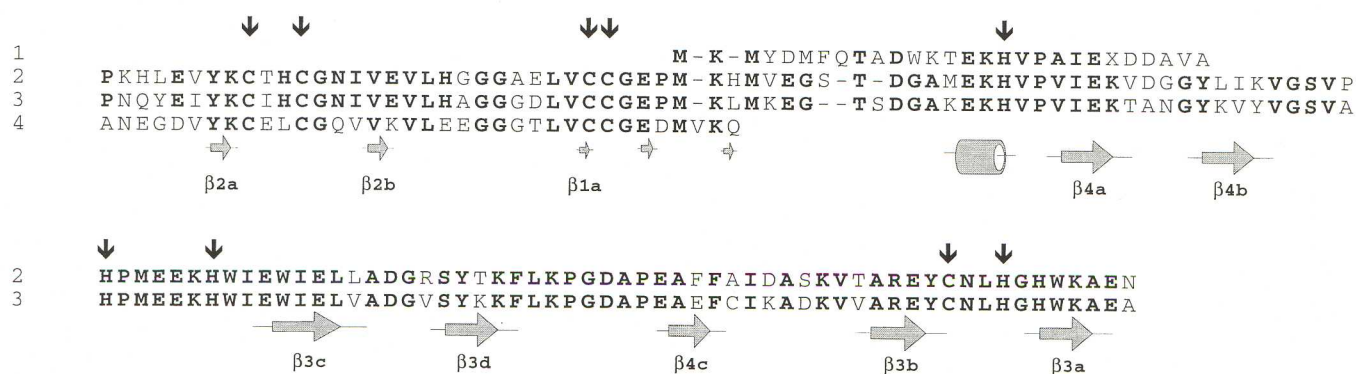 1 M-K-MYDMFQTADWKTEKHVPAIEXDDAVA
2 PKHLEVYKCTHCGNIVEVLHGGGAELVCCGEPM-KHMVEGS-T-DGAMEKHVPVIEKVDGGYLIKVGSVP
3 PNQYEIYKCIHCGNIVEVLHAGGGDLVCCGEPM-KLMKEG--TSDGAKEKHVPVIEKTANGYKVYVGSVA
4 ANEGDVYKCELCGQVVKVLEEGGGTLVCCGEDMVKQ
β2a β2b β1a β4a β4b
2 HPMEEKHWIEWIELLADGRSYTKFLKPGDAPEAFFAIDASKVTAREYCNLHGHWKAEN
3 HPMEEKHWIEWIELVADGVSYKKFLKPGDAPEAEFCIKADKVVAREYCNLHGHWKAEA
β3c β3d β4c β3b β3a